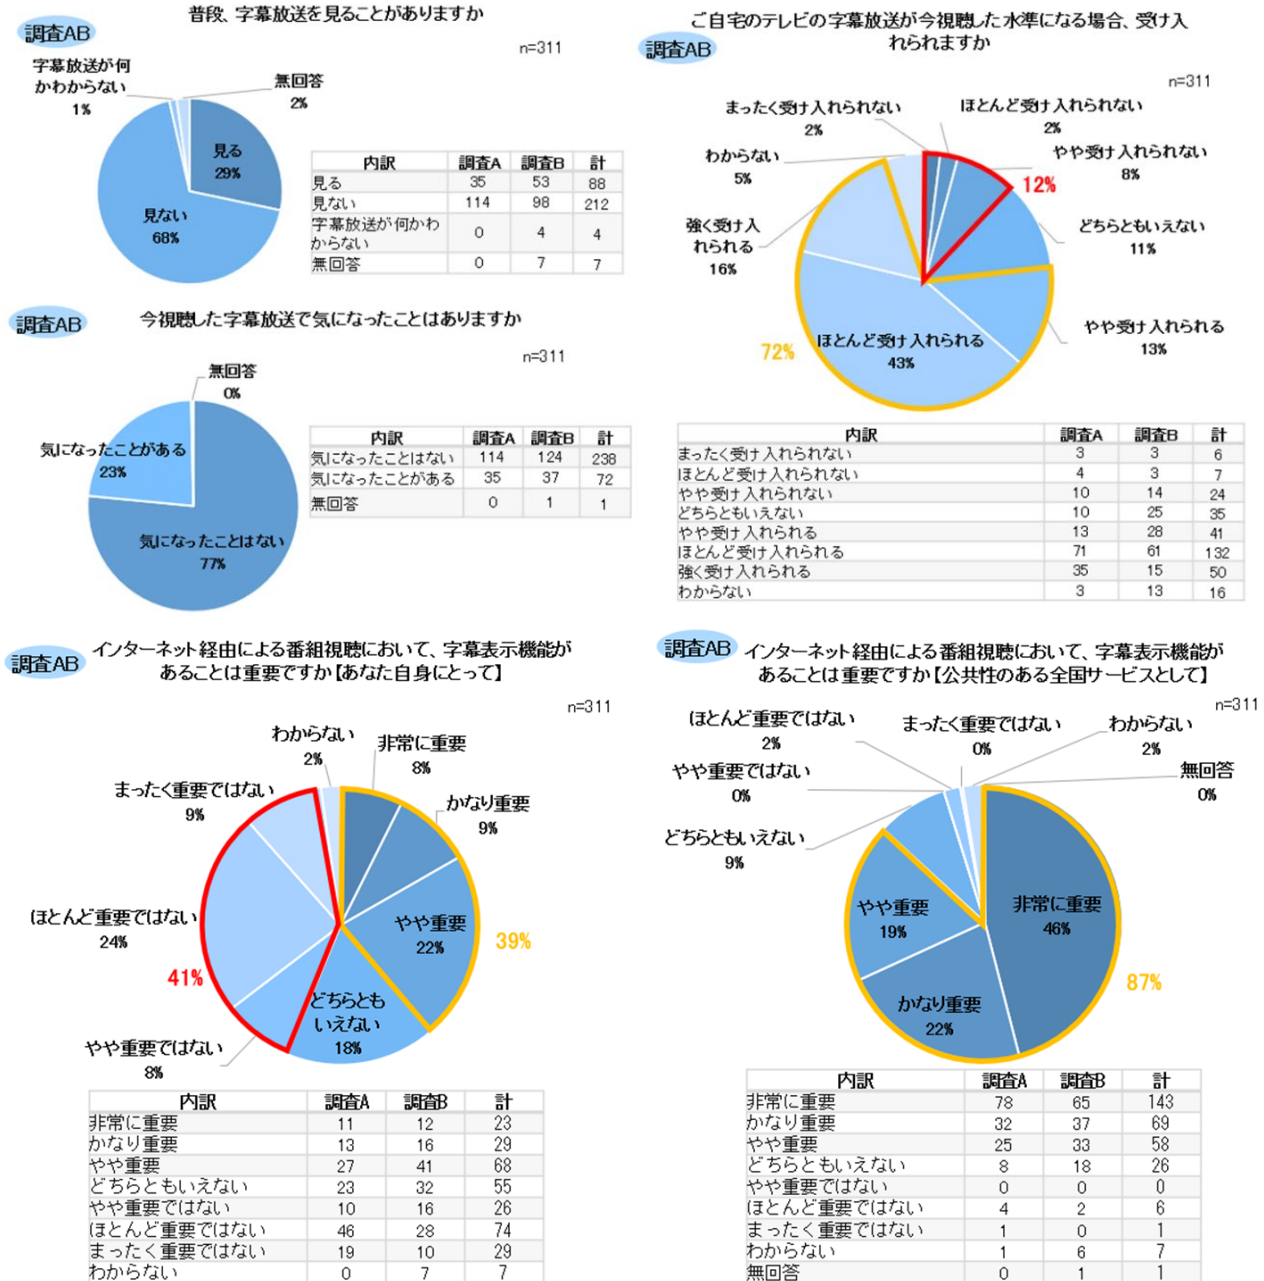 普段、字幕放送を見ることがありますか
調査AB
n=311
字幕放送が何
かわからない
1%
無回答
2%
見る
29%
見ない
68%
内訳 調査A 調査B 計
見る 35 53 88
見ない 114 98 212
字幕放送が何かわ
からない 0 4 4
無回答 0 7 7
調査AB
今視聴した字幕放送で気になったことはありますか
n=311
無回答
0%
気になったことがある
23%
気になったことはない
77%
内訳 調査A 調査B 計
気になったことはない 114 124 238
気になったことがある 35 37 72
無回答 0 1 1
ご自宅のテレビの字幕放送が今視聴した水準になる場合、受け入
れられますか
調査AB
n=311
まったく受け入れられない
2%
ほとんど受け入れられない
2%
やや受け入れられない
8%
12%
わからない
5%
どちらともいえない
11%
強く受け入
れられる
16%
やや受け入れられる
13%
ほとんど受け入れられる
43%
72%
内訳 調査A 調査B 計
まったく受け入れられない 3 3 6
ほとんど受け入れられない 4 3 7
やや受け入れられない 10 14 24
どちらともいえない 10 25 35
やや受け入れられる 13 28 41
ほとんど受け入れられる 71 61 132
強く受け入れられる 35 15 50
わからない 3 13 16
調査AB
インターネット経由による番組視聴において、字幕表示機能が
あることは重要ですか【あなた自身にとって】
n=311
わからない
2%
非常に重要
8%
まったく重要ではない
9%
かなり重要
9%
やや重要
22%
39%
ほとんど重要ではない
24%
41%
どちらとも
いえない
18%
やや重要ではない
8%
内訳 調査A 調査B 計
非常に重要 11 12 23
かなり重要 13 16 29
やや重要 27 41 68
どちらともいえない 23 32 55
やや重要ではない 10 16 26
ほとんど重要ではない 46 28 74
まったく重要ではない 19 10 29
わからない 0 7 7
調査AB
インターネット経由による番組視聴において、字幕表示機能が
あることは重要ですか【公共性のある全国サービスとして】
n=311
ほとんど重要ではない
2%
まったく重要ではない
0%
わからない
2%
やや重要ではない
0%
無回答
0%
どちらともいえない
9%
やや重要
19%
非常に重要
46%
87%
かなり重要
22%
内訳 調査A 調査B 計
非常に重要 78 65 143
かなり重要 32 37 69
やや重要 25 33 58
どちらともいえない 8 18 26
やや重要ではない 0 0 0
ほとんど重要ではない 4 2 6
まったく重要ではない 1 0 1
わからない 1 6 7
無回答 0 1 1